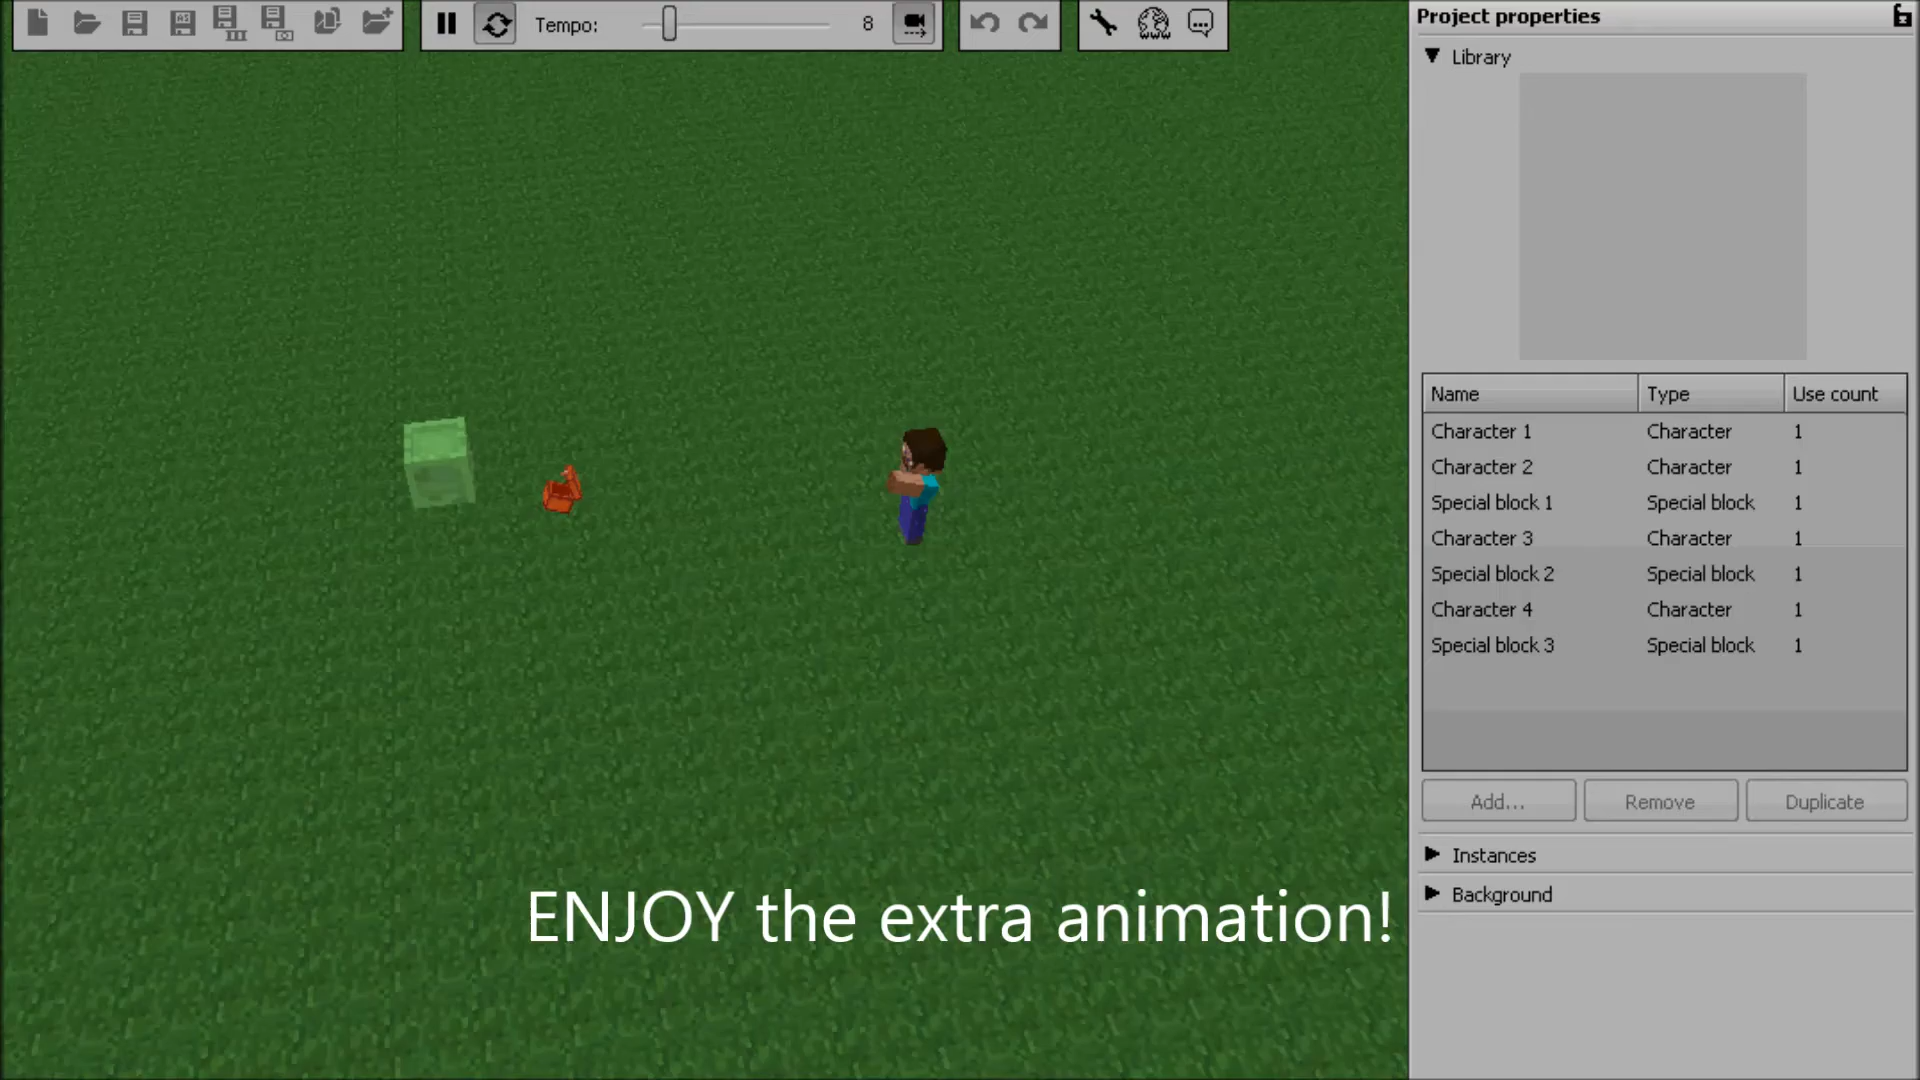 Tempo: 8
Project properties
Library
Name Type Use count
Character 1 Character 1
Character 2 Character 1
Special block 1 Special block 1
Character 3 Character 1
Special block 2 Special block 1
Character 4 Character 1
Special block 3 Special block 1
Add... Remove Duplicate
Instances
Background
ENJOY the extra animation!